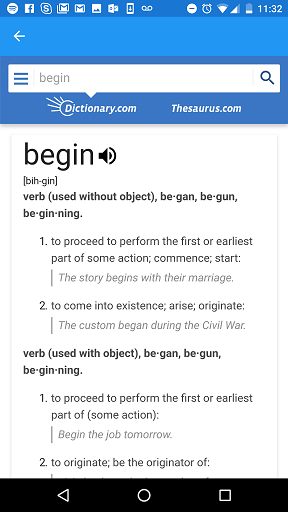 11:32
begin
Dictionary.com
Thesaurus.com
begin
[bih-gin]
verb (used without object), be·gan, be·gun,
be·gin·ning.
1. to proceed to perform the first or earliest
part of some action; commence; start:
The story begins with their marriage.
2. to come into existence; arise; originate:
The custom began during the Civil War.
verb (used with object), be·gan, be·gun,
be·gin·ning.
1. to proceed to perform the first or earliest
part of (some action):
Begin the job tomorrow.
2. to originate; be the originator of: